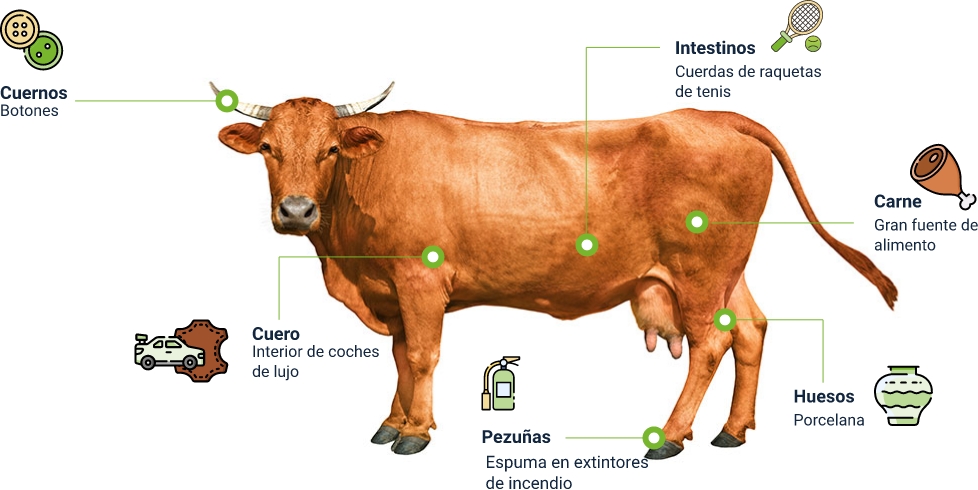 Intestinos
Cuerdas de raquetas
de tenis
Cuernos
Botones
Carne
Gran fuente de
alimento
Cuero
Interior de coches
de lujo
Huesos
Porcelana
Pezuñas
Espuma en extintores
de incendio